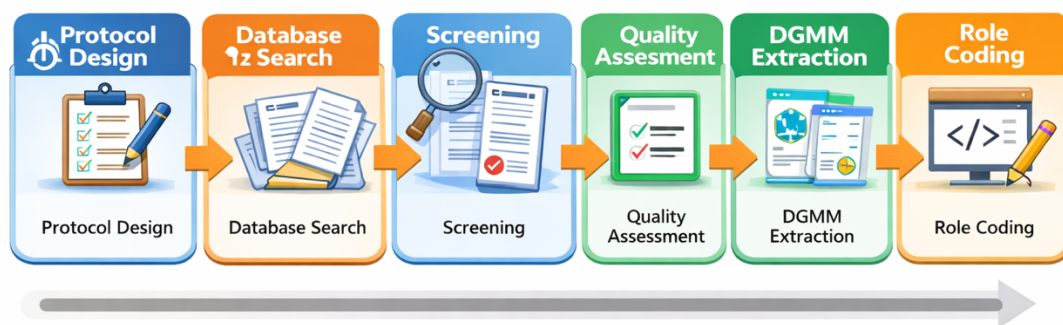 Protocol
Design
Database
Search
Screening
Quality
Assesment
DGMM
Extraction
Role
Coding
</>
Protocol Design
Database Search
Screening
Quality
Assessment
DGMM
Extraction
Role Coding